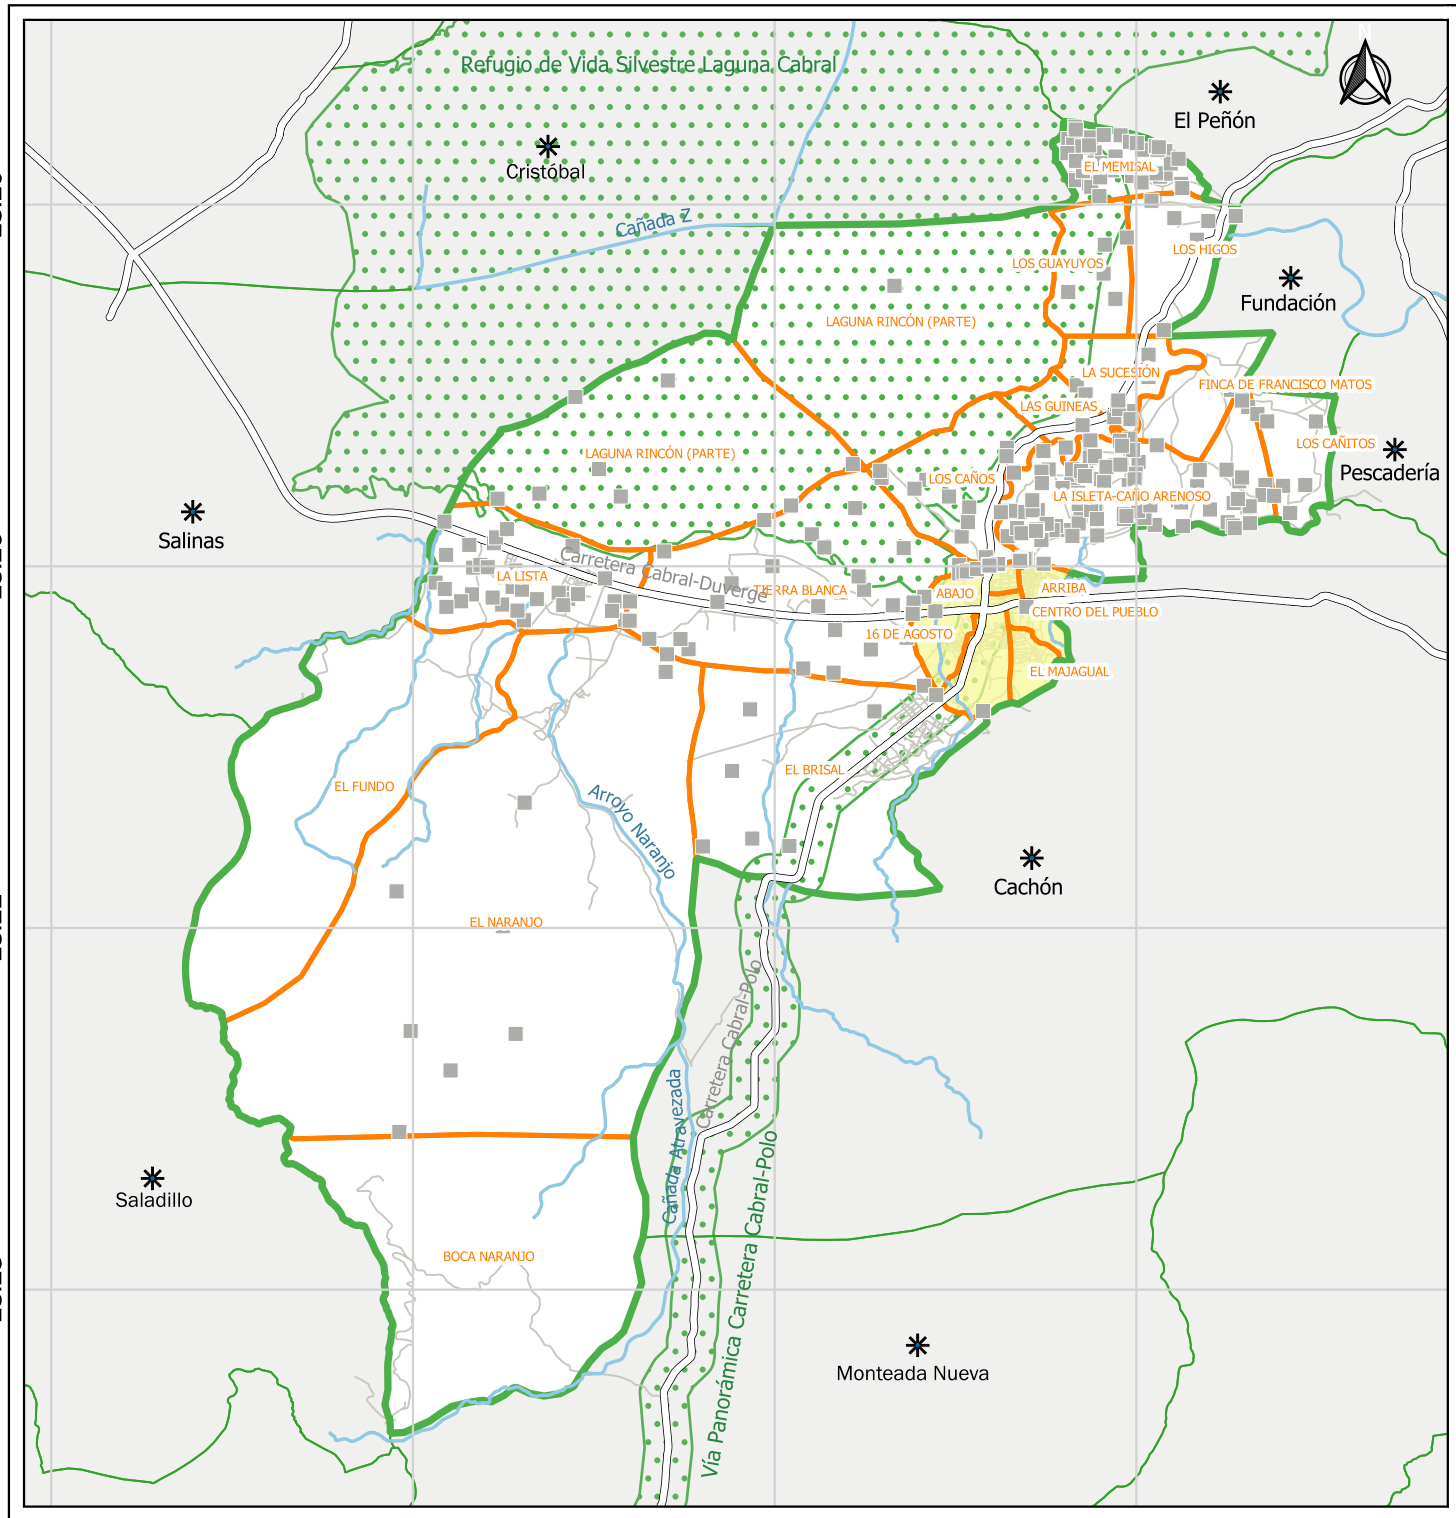 Refugio de Vida Silvestre Laguna Cabral
El Peñón
Cristóbal
EL MEMISAL
Cañada Z
LOS HIGOS
LOS GUAYUYOS
Fundación
LAGUNA RINCÓN (PARTE)
LA SUCESIÓN
FINCA DE FRANCISCO MATOS
LAS GUINEAS
LOS CAÑITOS
LAGUNA RINCÓN (PARTE)
Pescadería
LOS CAÑOS
LA ISLETA-CAÑO ARENOSO
Salinas
Carretera Cabral-Duvergé
LA LISTA
TIERRA BLANCA
ABAJO
ARRIBA
CENTRO DEL PUEBLO
16 DE AGOSTO
EL MAJAGUAL
EL BRISAL
EL FUNDO
Arroyo Naranjo
Cachón
EL NARANJO
Carretera Cabral-Polo
Cañada Atravezada
Saladillo
Vía Panorámica Carretera Cabral-Polo
BOCA NARANJO
Monteada Nueva